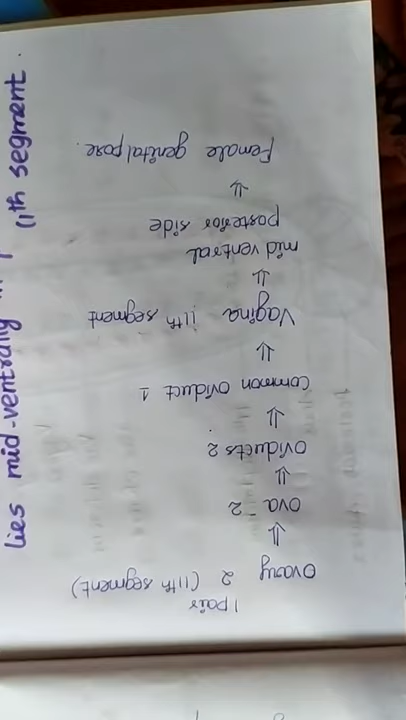 1 pair
Ovary 2 (11th segment)
⇓
ova - 2
⇓
oviducts 2
⇓
Common oviduct 1
⇓
Vagina 11th segment
⇓
mid ventral
posterior side
⇓
Female genital pore.
lies mid-ventrally in 11th segment.